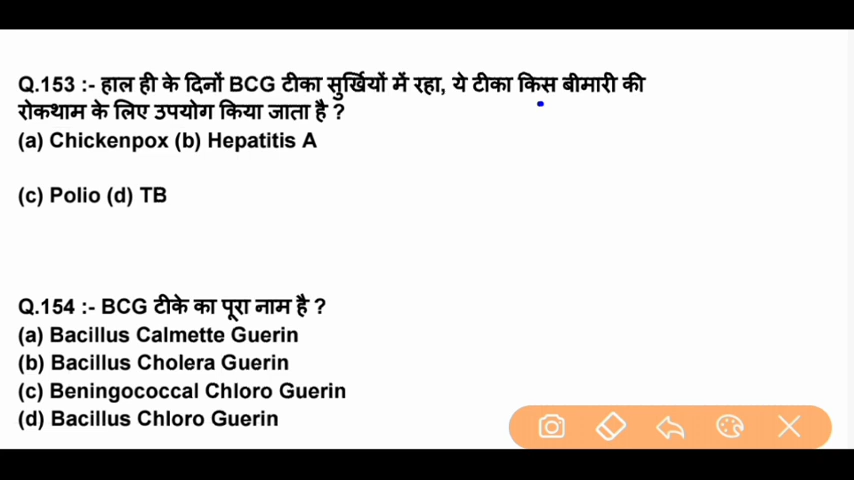 Q.153 :- हाल ही के दिनों BCG टीका सुर्खियों में रहा, ये टीका किस बीमारी की
रोकथाम के लिए उपयोग किया जाता है ?
(a) Chickenpox (b) Hepatitis A
(c) Polio (d) TB
Q.154 :- BCG टीके का पूरा नाम है ?
(a) Bacillus Calmette Guerin
(b) Bacillus Cholera Guerin
(c) Beningococcal Chloro Guerin
(d) Bacillus Chloro Guerin